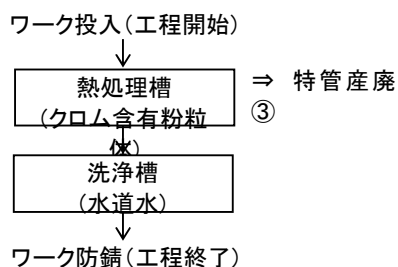 ワーク投入(工程開始)
熱処理槽
(クロム含有粉粒
体)
⇒ 特管産廃
③
洗浄槽
(水道水)
ワーク防錆(工程終了)